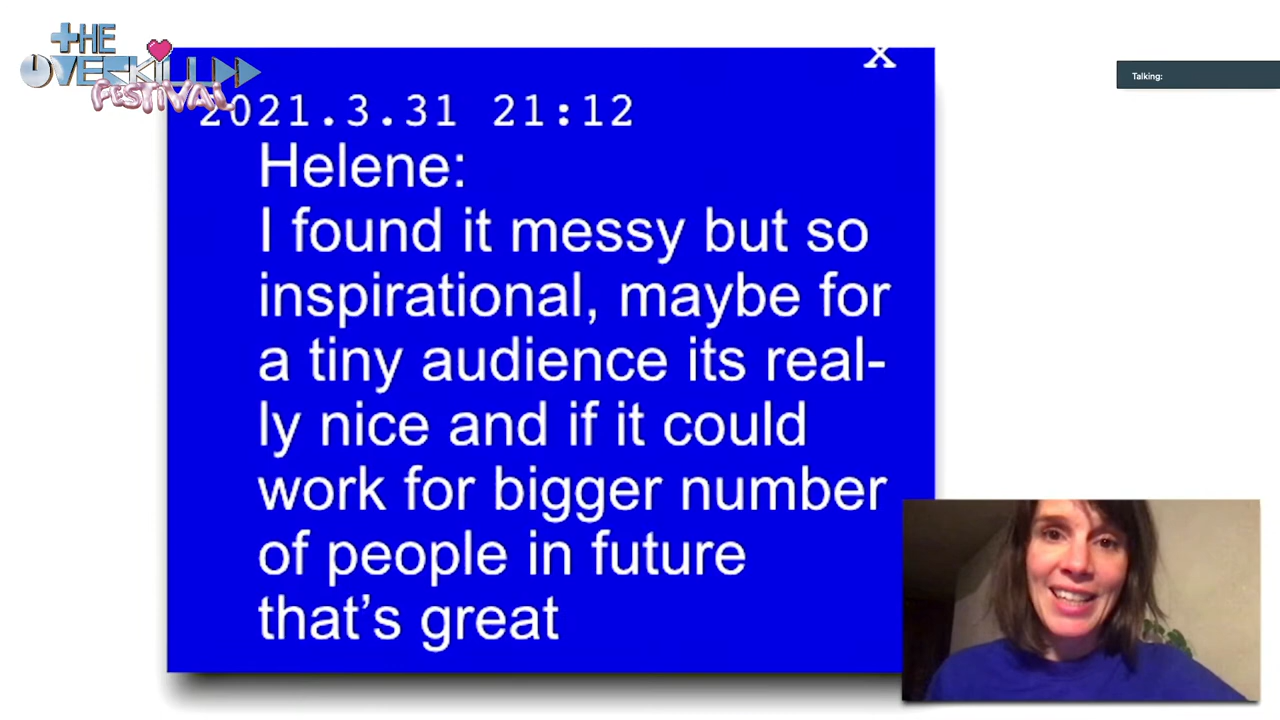 THE
OVERKILL
FESTIVAL
X
Talking:
2021.3.31 21:12
Helene:
I found it messy but so
inspirational, maybe for
a tiny audience its real-
ly nice and if it could
work for bigger number
of people in future
that's great